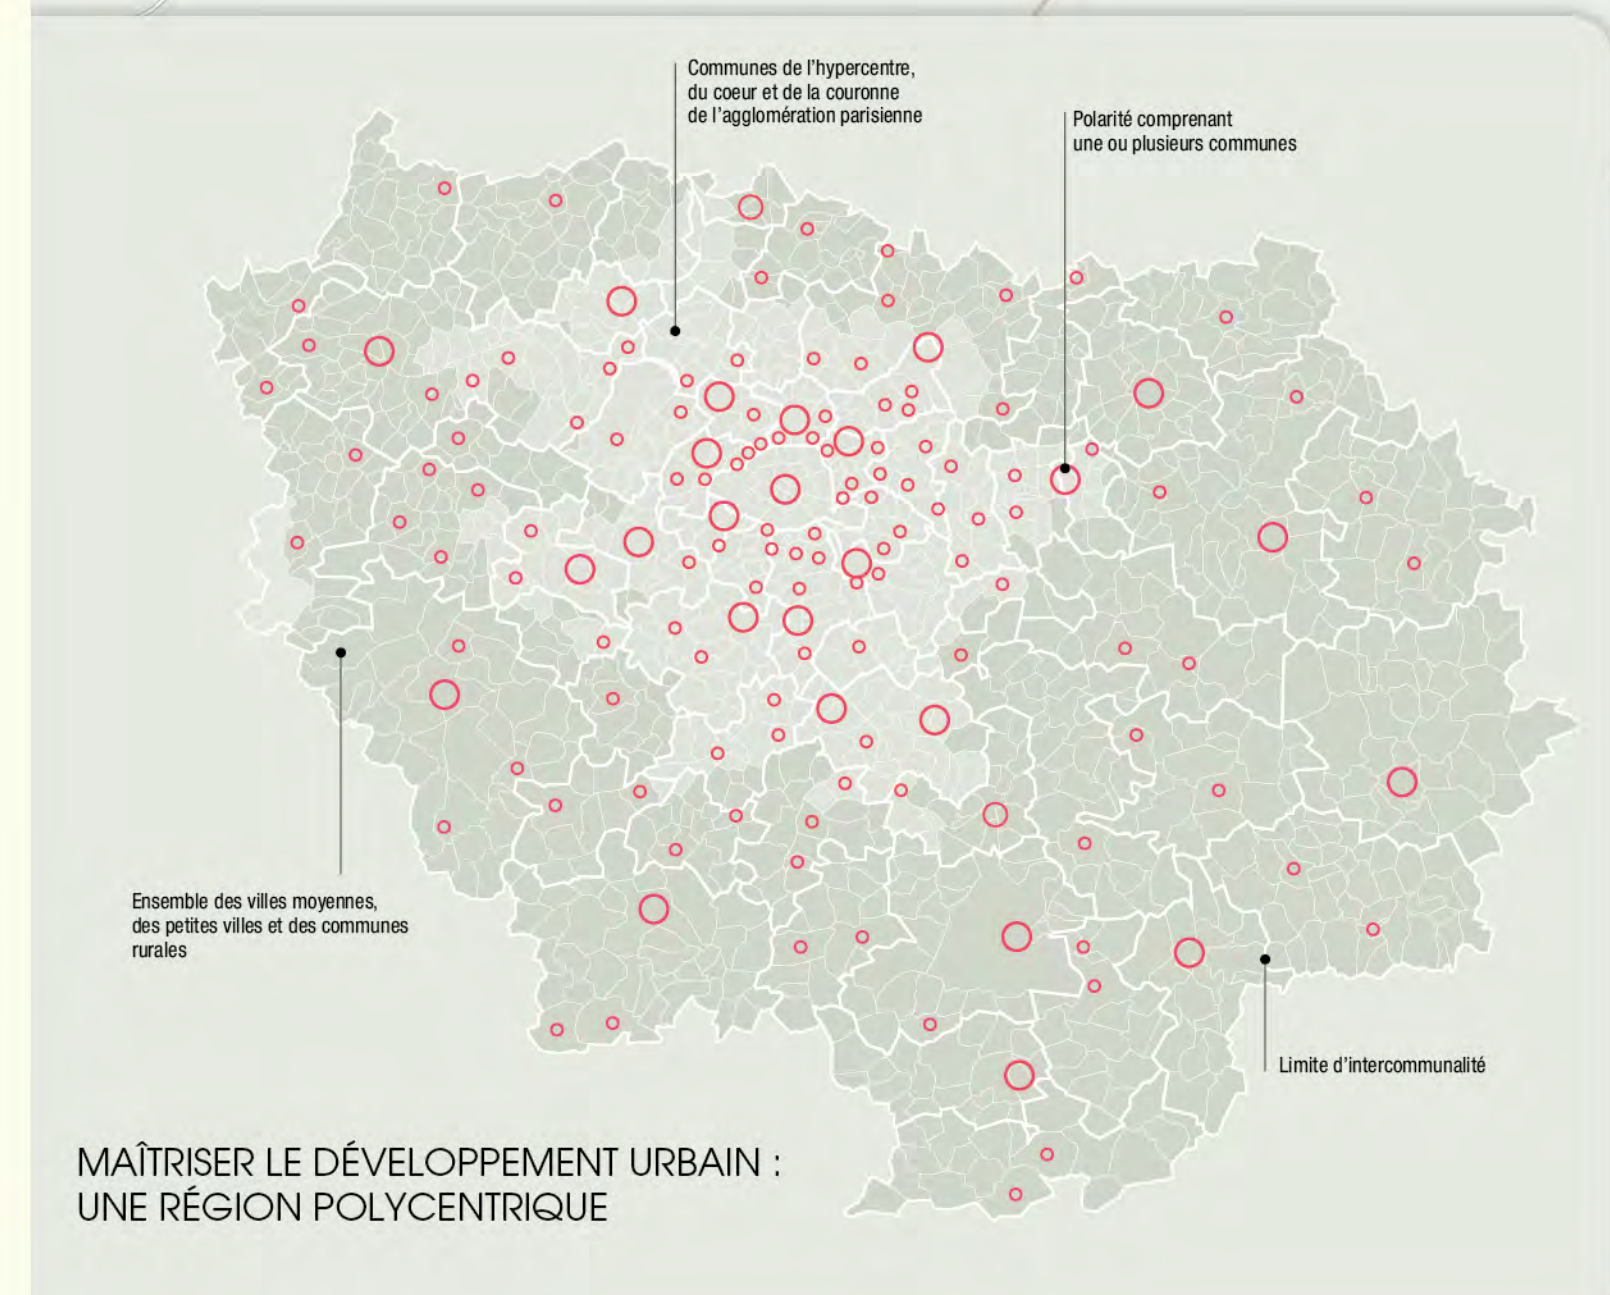 Communes de l'hypercentre,
du coeur et de la couronne
de l'agglomération parisienne
Polarité comprenant
une ou plusieurs communes
Ensemble des villes moyennes,
des petites villes et des communes
rurales
Limite d'intercommunalité
MAÎTRISER LE DÉVELOPPEMENT URBAIN :
UNE RÉGION POLYCENTRIQUE